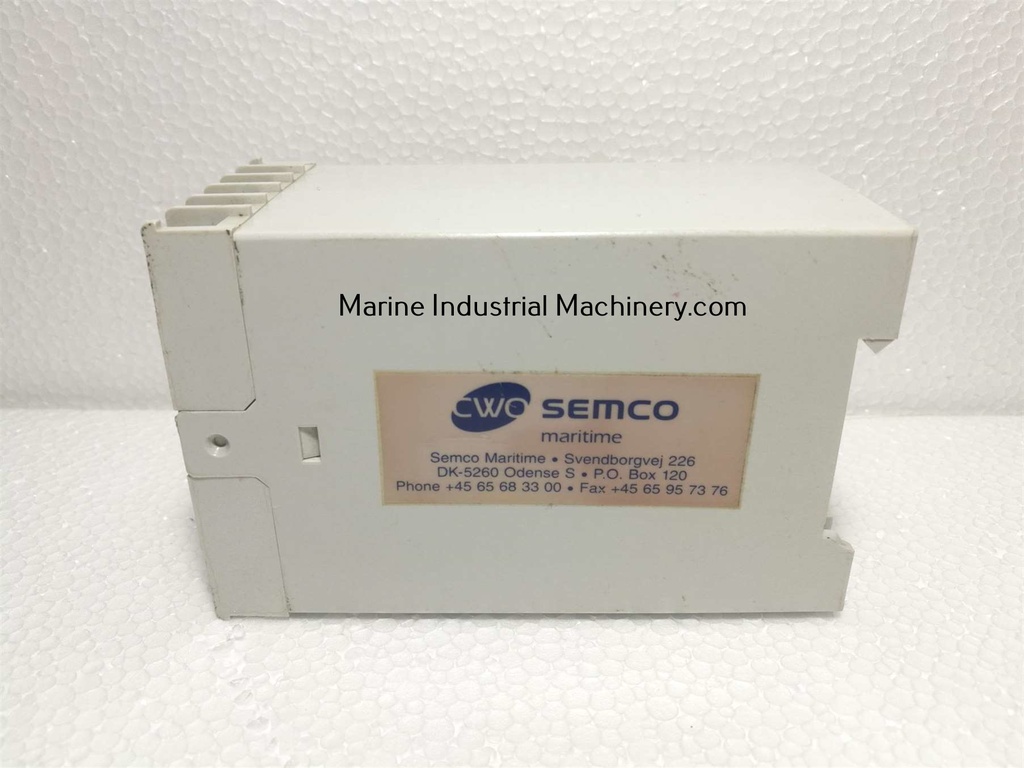 Marine Industrial Machinery.com
CWO SEMCO
maritime
Semco Maritime • Svendborgvej 226
DK-5260 Odense S • P.O. Box 120
Phone +45 65 68 33 00 • Fax +45 65 95 73 76